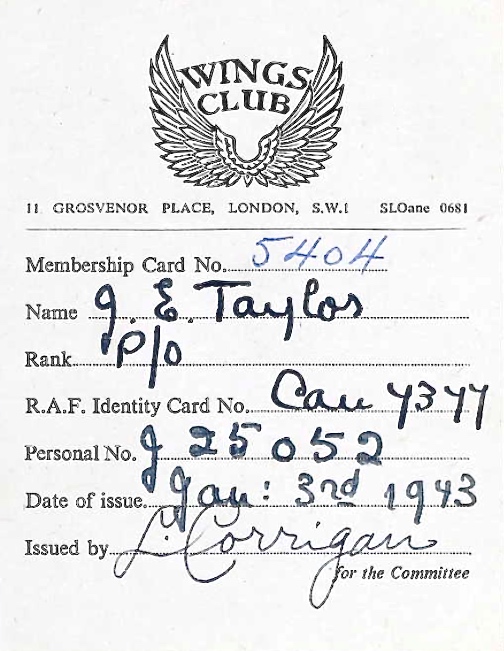 WINGS
CLUB
11 GROSVENOR PLACE, LONDON, S.W.1 SLOane 0681
Membership Card No. 5404
Name J. E. Taylor
Rank P/O
R.A.F. Identity Card No. Can 7377
Personal No. J 25052
Date of issue Jan: 3rd 1943
Issued by L. Corrigan
for the Committee